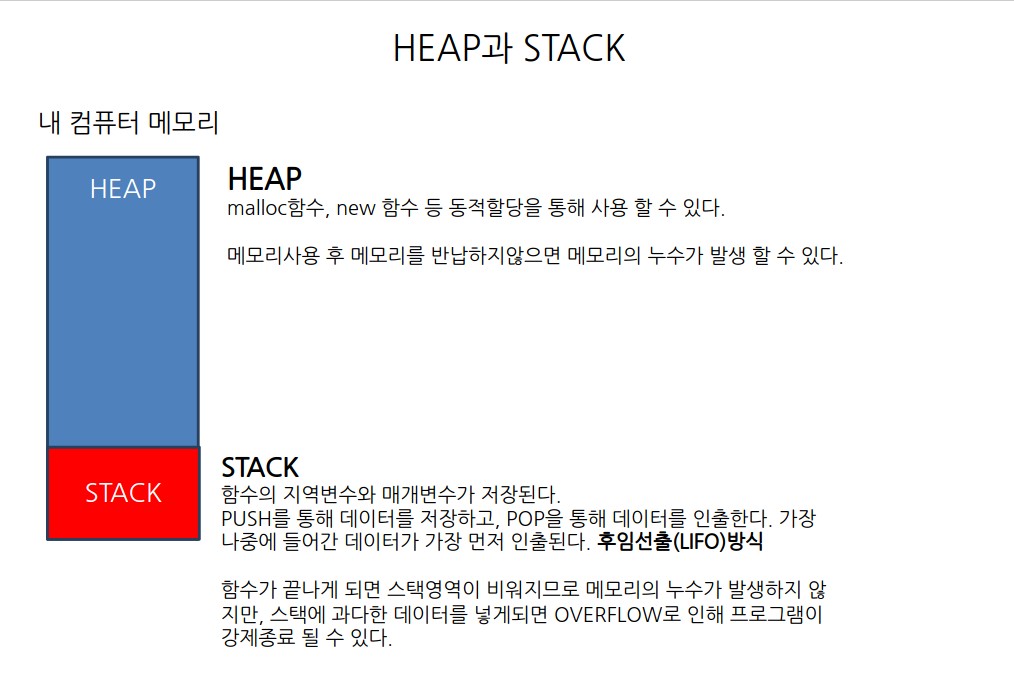 HEAP과 STACK
내 컴퓨터 메모리
HEAP
HEAP
malloc함수, new 함수 등 동적할당을 통해 사용 할 수 있다.
메모리사용 후 메모리를 반납하지않으면 메모리의 누수가 발생 할 수 있다.
STACK
STACK
함수의 지역변수와 매개변수가 저장된다.
PUSH를 통해 데이터를 저장하고, POP을 통해 데이터를 인출한다. 가장
나중에 들어간 데이터가 가장 먼저 인출된다. 후임선출(LIFO)방식
함수가 끝나게 되면 스택영역이 비워지므로 메모리의 누수가 발생하지 않
지만, 스택에 과다한 데이터를 넣게되면 OVERFLOW로 인해 프로그램이
강제종료 될 수 있다.